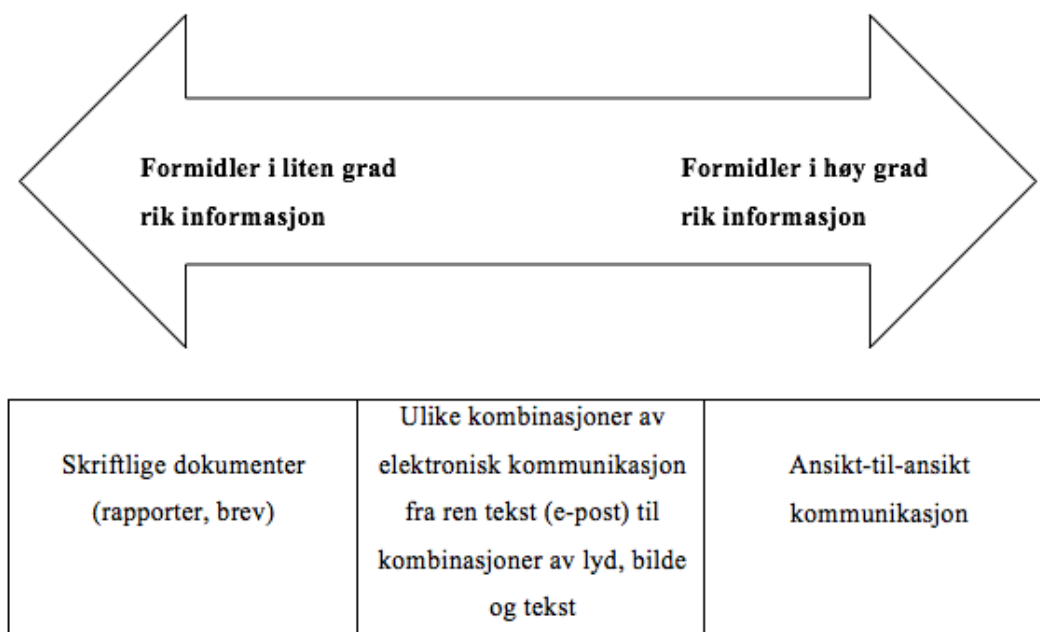 Formidler i liten grad
rik informasjon
Formidler i høy grad
rik informasjon
Skriftlige dokumenter
(rapporter, brev)
Ulike kombinasjoner av
elektronisk kommunikasjon
fra ren tekst (e-post) til
kombinasjoner av lyd, bilde
og tekst
Ansikt-til-ansikt
kommunikasjon